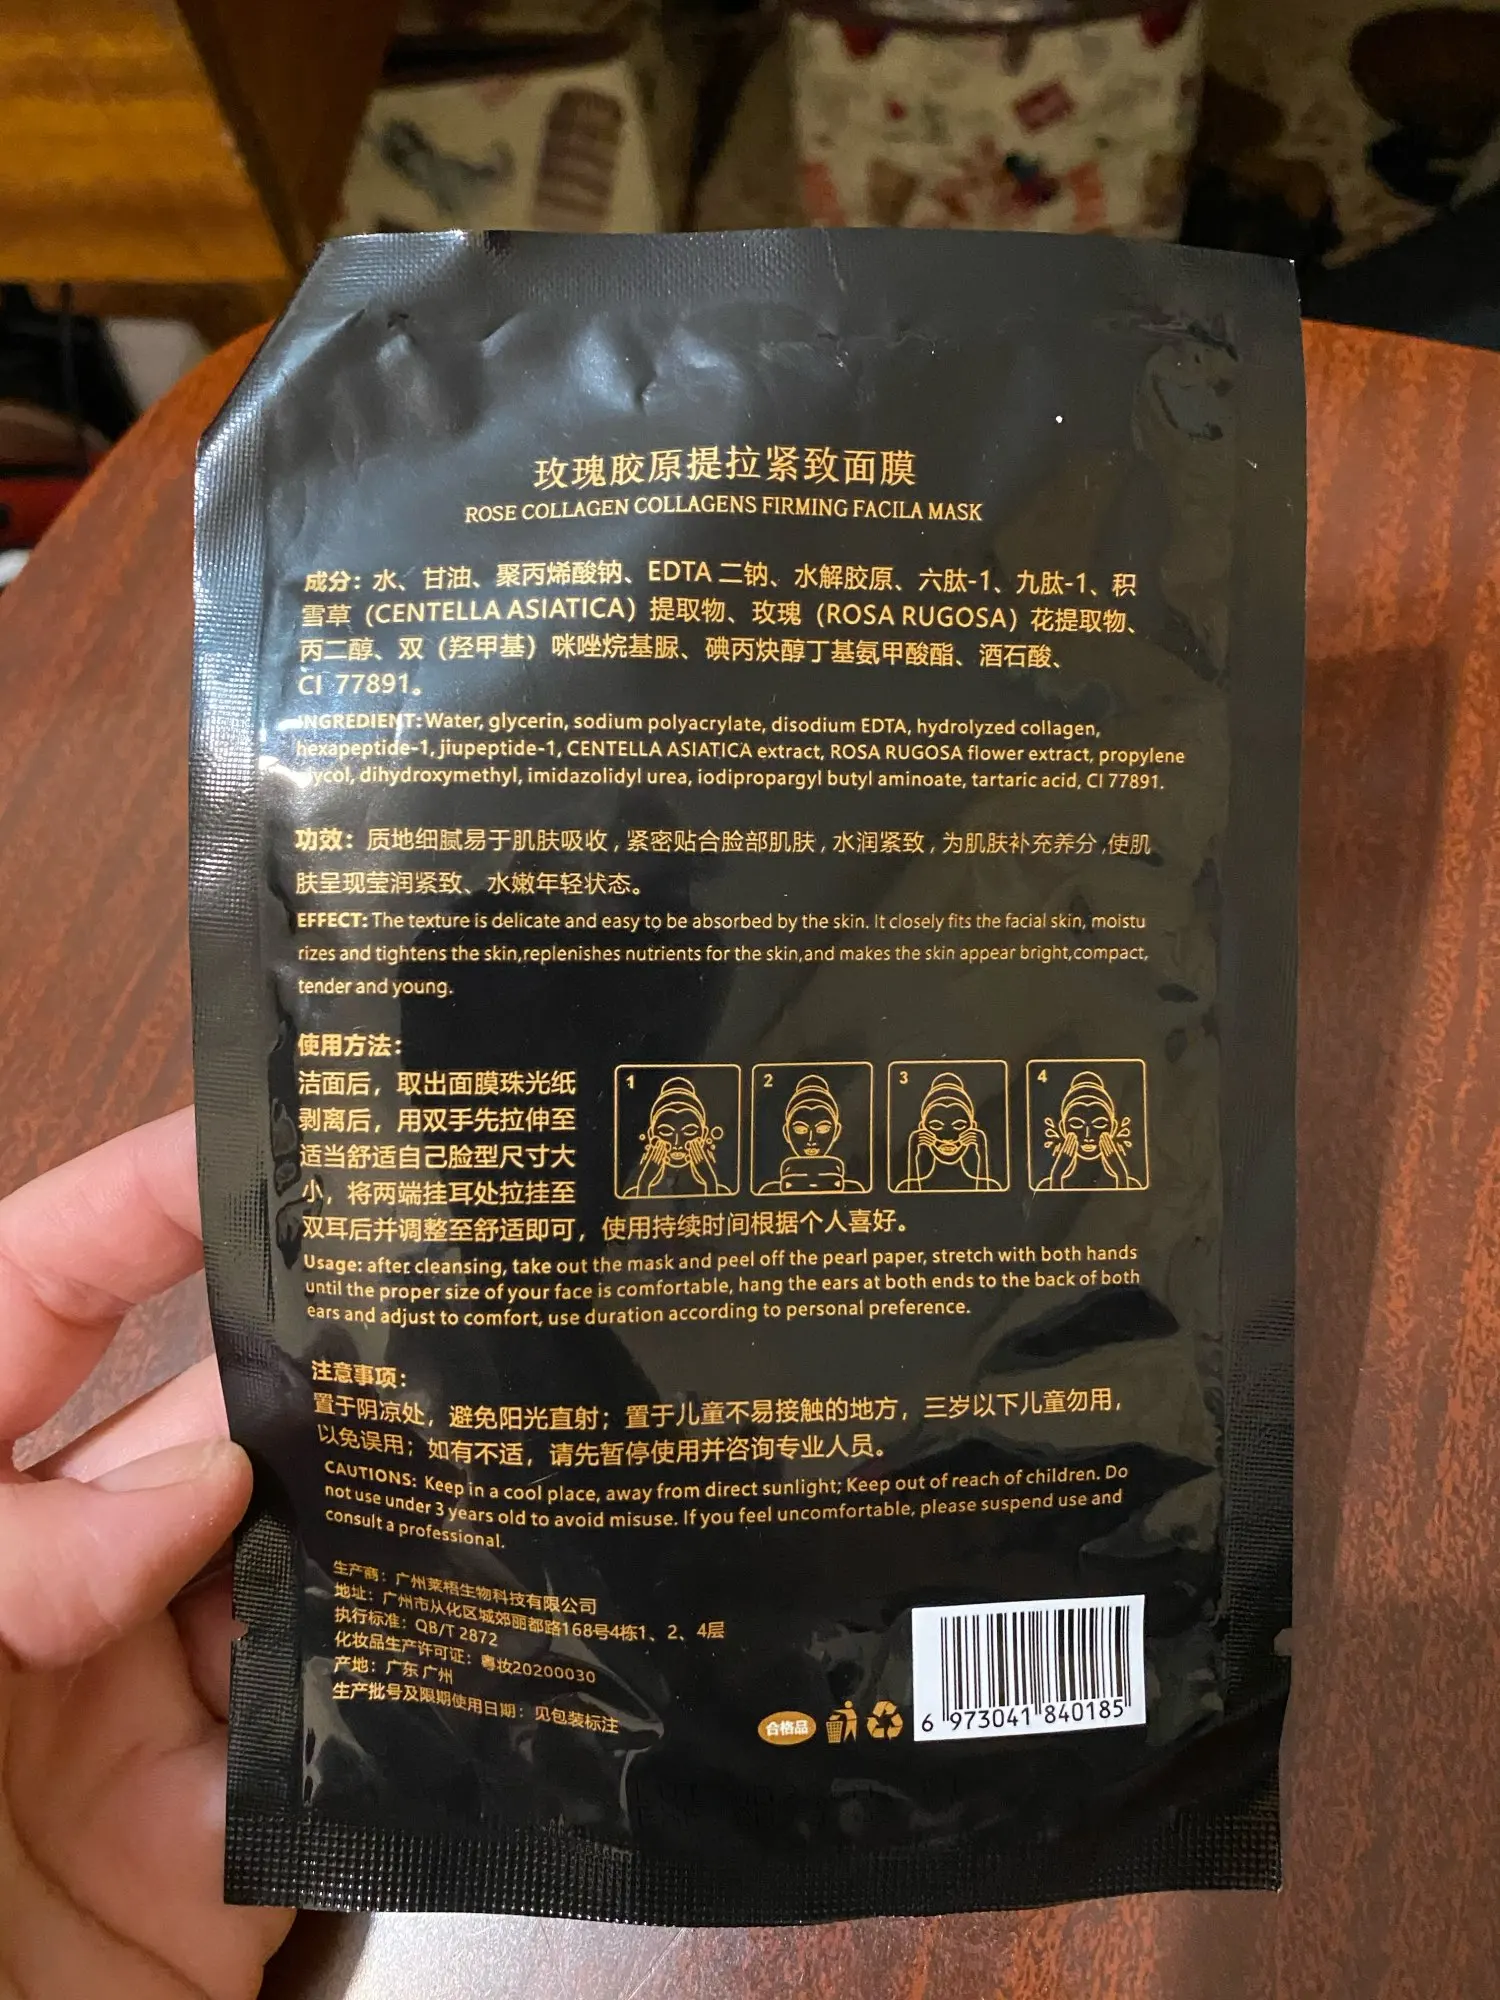 玫瑰胶原提拉紧致面膜
ROSE COLLAGEN COLLAGENS FIRMING FACILA MASK
成分：水、甘油、聚丙烯酸钠、EDTA 二钠、水解胶原、六肽-1、九肽-1、积
雪草（CENTELLA ASIATICA）提取物、玫瑰（ROSA RUGOSA）花提取物、
丙二醇、双（羟甲基）咪唑烷基脲、碘丙炔醇丁基氨甲酸酯、酒石酸、
CI 77891。
INGREDIENT: Water, glycerin, sodium polyacrylate, disodium EDTA, hydrolyzed collagen,
hexapeptide-1, jiupeptide-1, CENTELLA ASIATICA extract, ROSA RUGOSA flower extract, propylene
glycol, dihydroxymethyl, imidazolidyl urea, iodipropargyl butyl aminoate, tartaric acid, CI 77891.
功效：质地细腻易于肌肤吸收，紧密贴合脸部肌肤，水润紧致，为肌肤补充养分,使肌
肤呈现莹润紧致、水嫩年轻状态。
EFFECT: The texture is delicate and easy to be absorbed by the skin. It closely fits the facial skin, moistu
rizes and tightens the skin,replenishes nutrients for the skin,and makes the skin appear bright,compact,
tender and young.
使用方法：
洁面后，取出面膜珠光纸
剥离后，用双手先拉伸至
适当舒适自己脸型尺寸大
小，将两端挂耳处拉挂至
双耳后并调整至舒适即可，使用持续时间根据个人喜好。
1 2 3 4
Usage: after cleansing, take out the mask and peel off the pearl paper, stretch with both hands
until the proper size of your face is comfortable, hang the ears at both ends to the back of both
ears and adjust to comfort, use duration according to personal preference.
注意事项：
置于阴凉处，避免阳光直射；置于儿童不易接触的地方，三岁以下儿童勿用，
以免误用；如有不适，请先暂停使用并咨询专业人员。
CAUTIONS: Keep in a cool place, away from direct sunlight; Keep out of reach of children. Do
not use under 3 years old to avoid misuse. If you feel uncomfortable, please suspend use and
consult a professional.
生产商：广州莱梧生物科技有限公司
地址：广州市从化区城郊丽都路168号4栋1、2、4层
执行标准：QB/T 2872
化妆品生产许可证：粤妆20200030
产地：广东 广州
生产批号及限期使用日期：见包装标注
合格品
6 973041 840185